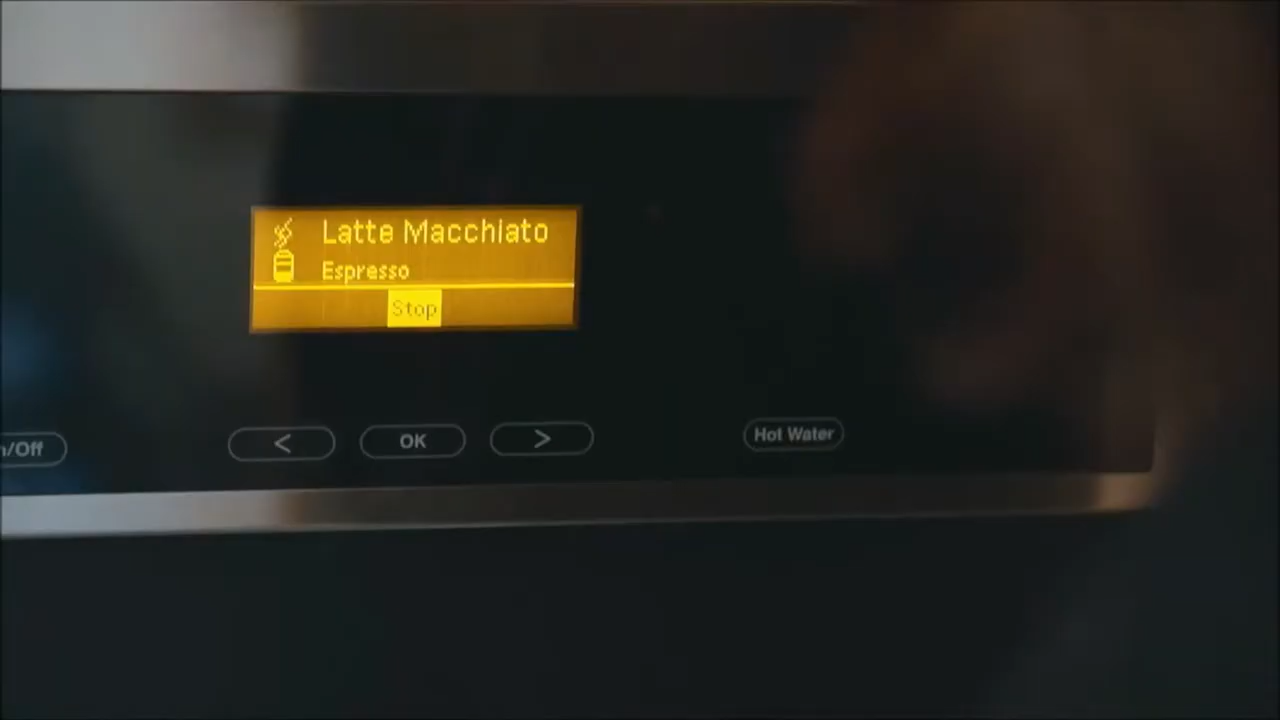 Latte Macchiato
Espresso
Stop
n/Off
<
OK
>
Hot Water